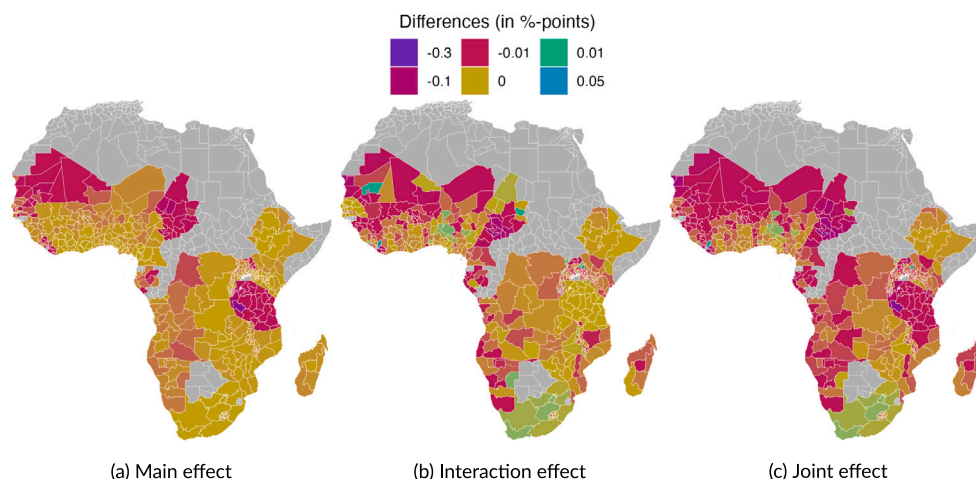 Differences (in %-points)
-0.3 -0.01 0.01
-0.1 0 0.05
(a) Main effect (b) Interaction effect (c) Joint effect